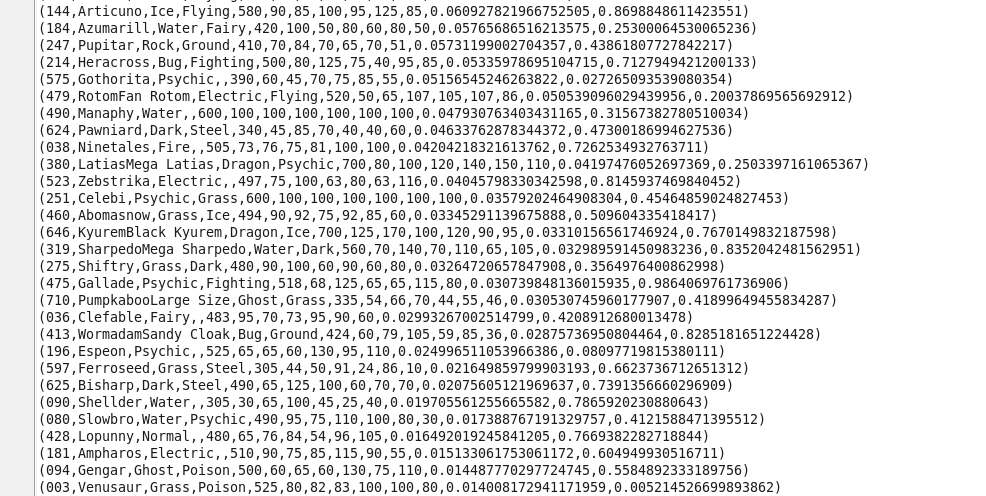 (144,Articuno,Ice,Flying,580,90,85,100,95,125,85,0.060927821966752505,0.8698848611423551)
(184,Azumarill,Water,Fairy,420,100,50,80,60,80,50,0.05765686516213575,0.25300064530065236)
(247,Pupitar,Rock,Ground,410,70,84,70,65,70,51,0.05731199002704357,0.43861807727842217)
(214,Heracross,Bug,Fighting,500,80,125,75,40,95,85,0.05335978695104715,0.7127949421200133)
(575,Gothorita,Psychic,,390,60,45,70,75,85,55,0.05156545246263822,0.027265093539080354)
(479,RotomFan Rotom,Electric,Flying,520,50,65,107,105,107,86,0.050539096029439956,0.20037869565692912)
(490,Manaphy,Water,,600,100,100,100,100,100,100,0.047930763403431165,0.31567382780510034)
(624,Pawniard,Dark,Steel,340,45,85,70,40,40,60,0.04633762878344372,0.47300186994627536)
(038,Ninetales,Fire,,505,73,76,75,81,100,100,0.04204218321613762,0.7262534932763711)
(380,LatiasMega Latias,Dragon,Psychic,700,80,100,120,140,150,110,0.04197476052697369,0.2503397161065367)
(523,Zebstrika,Electric,,497,75,100,63,80,63,116,0.04045798330342598,0.8145937469840452)
(251,Celebi,Psychic,Grass,600,100,100,100,100,100,100,0.03579202464908304,0.45464859024827453)
(460,Abomasnow,Grass,Ice,494,90,92,75,92,85,60,0.03345291139675888,0.509604335418417)
(646,KyuremBlack Kyurem,Dragon,Ice,700,125,170,100,120,90,95,0.03310156561746924,0.7670149832187598)
(319,SharpedoMega Sharpedo,Water,Dark,560,70,140,70,110,65,105,0.032989591450983236,0.8352042481562951)
(275,Shiftry,Grass,Dark,480,90,100,60,90,60,80,0.03264720657847908,0.3564976400862998)
(475,Gallade,Psychic,Fighting,518,68,125,65,65,115,80,0.030739848136015935,0.9864069761736906)
(710,PumpkabooLarge Size,Ghost,Grass,335,54,66,70,44,55,46,0.030530745960177907,0.41899649455834287)
(036,Clefable,Fairy,,483,95,70,73,95,90,60,0.02993267002514799,0.4208912680013478)
(413,WormadamSandy Cloak,Bug,Ground,424,60,79,105,59,85,36,0.02875736950804464,0.8285181651224428)
(196,Espeon,Psychic,,525,65,65,60,130,95,110,0.024996511053966386,0.08097719815380111)
(597,Ferroseed,Grass,Steel,305,44,50,91,24,86,10,0.021649859799903193,0.6623736712651312)
(625,Bisharp,Dark,Steel,490,65,125,100,60,70,70,0.02075605121969637,0.7391356660296909)
(090,Shellder,Water,,305,30,65,100,45,25,40,0.019705561255665582,0.7865920230880643)
(080,Slowbro,Water,Psychic,490,95,75,110,100,80,30,0.017388767191329757,0.4121588471395512)
(428,Lopunny,Normal,,480,65,76,84,54,96,105,0.016492019245841205,0.7669382282718844)
(181,Ampharos,Electric,,510,90,75,85,115,90,55,0.015133061753061172,0.604949930516711)
(094,Gengar,Ghost,Poison,500,60,65,60,130,75,110,0.014487770297724745,0.5584892333189756)
(003,Venusaur,Grass,Poison,525,80,82,83,100,100,80,0.014008172941171959,0.005214526699893862)